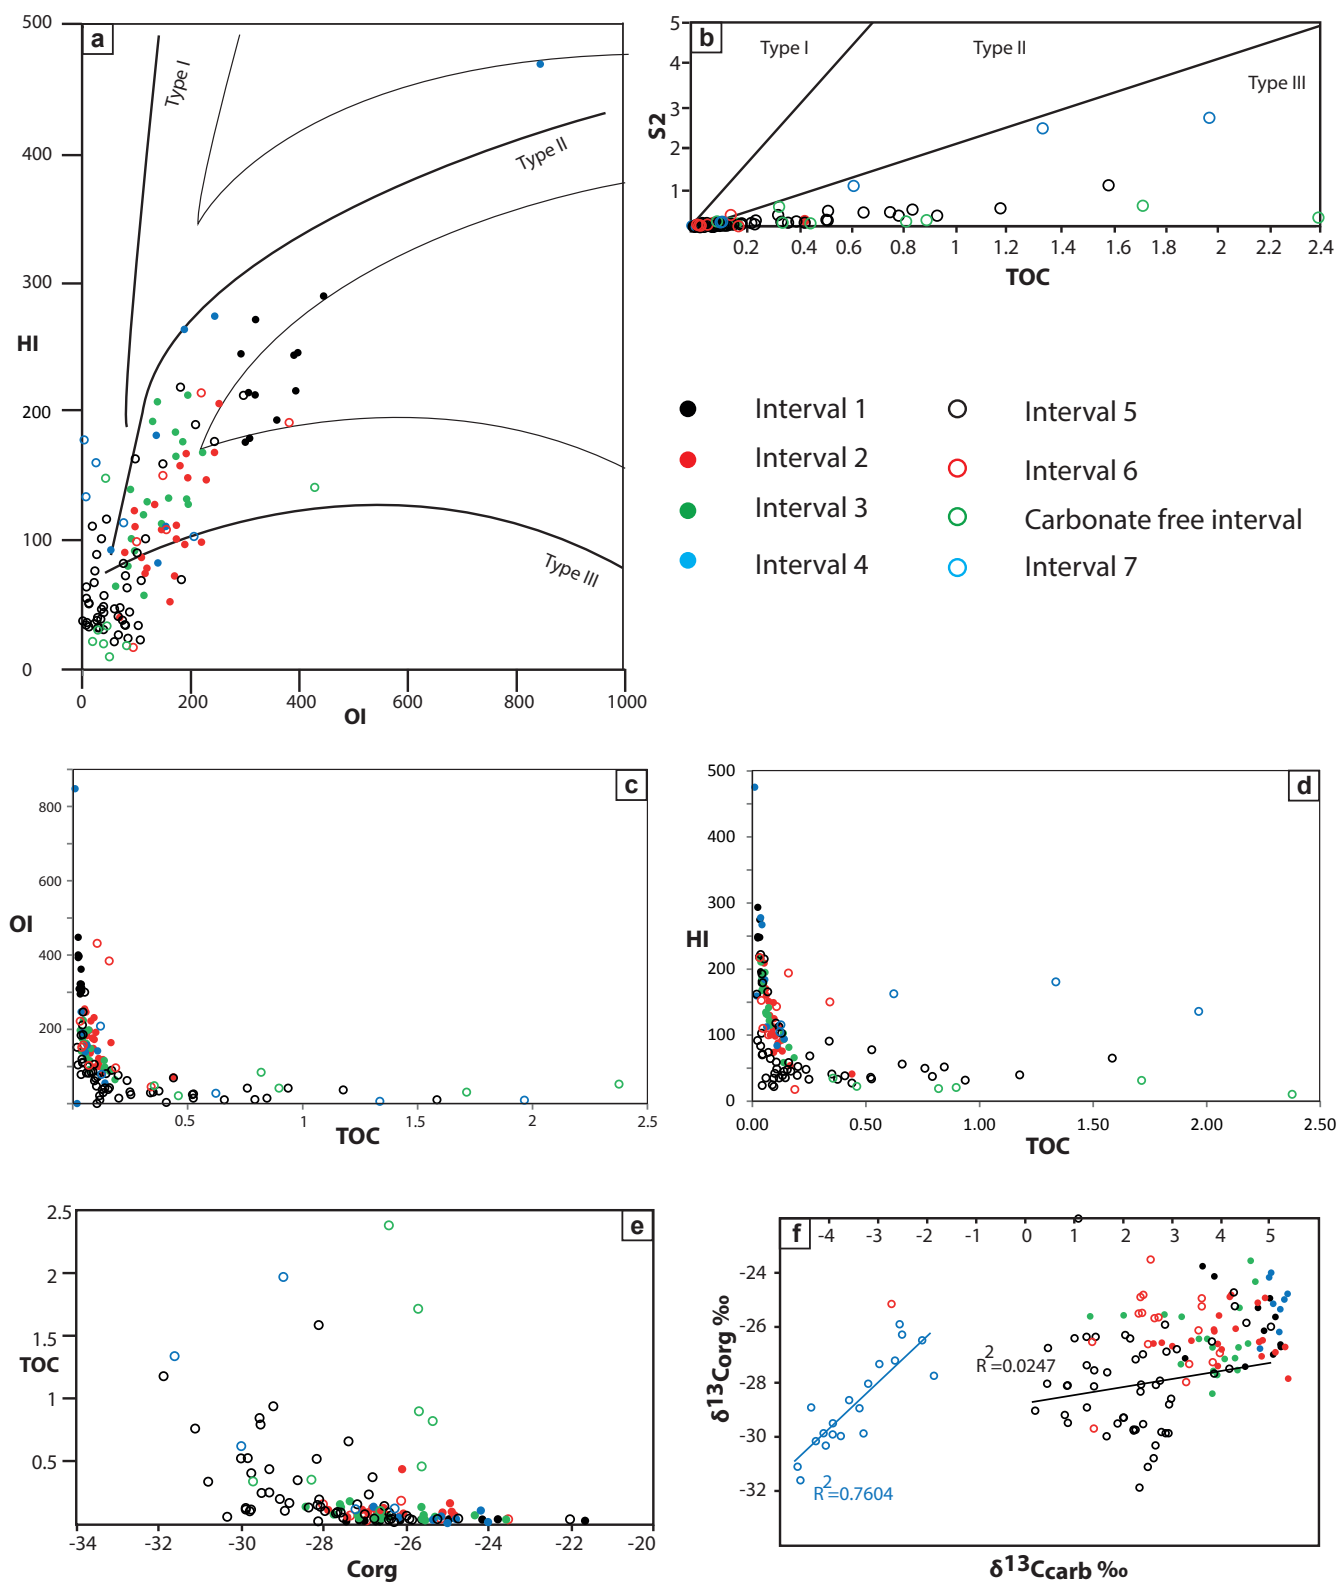 a
500
400
300
200
100
0
HI
0
200
400
600
800
1000
OI
Type I
Type II
Type III
b
5
4
3
2
1
S2
Type I
Type II
Type III
0.2
0.4
0.6
0.8
1
1.2
1.4
1.6
1.8
2
2.2
2.4
TOC
Interval 1
Interval 2
Interval 3
Interval 4
Interval 5
Interval 6
Carbonate free interval
Interval 7
c
800
600
400
200
OI
0.5
1.5
2
2.5
TOC
d
500
400
300
200
100
0
HI
0.00
0.50
1.00
1.50
2.00
2.50
TOC
e
2.5
2
1.5
TOC
1
0.5
-34
-32
-30
-28
-26
-24
-22
-20
Corg
f
-4
-3
-2
-1
0
1
2
3
4
5
-24
-26
-28
-30
-32
δ13Corg ‰
R2=0.0247
R2=0.7604
δ13Ccarb ‰